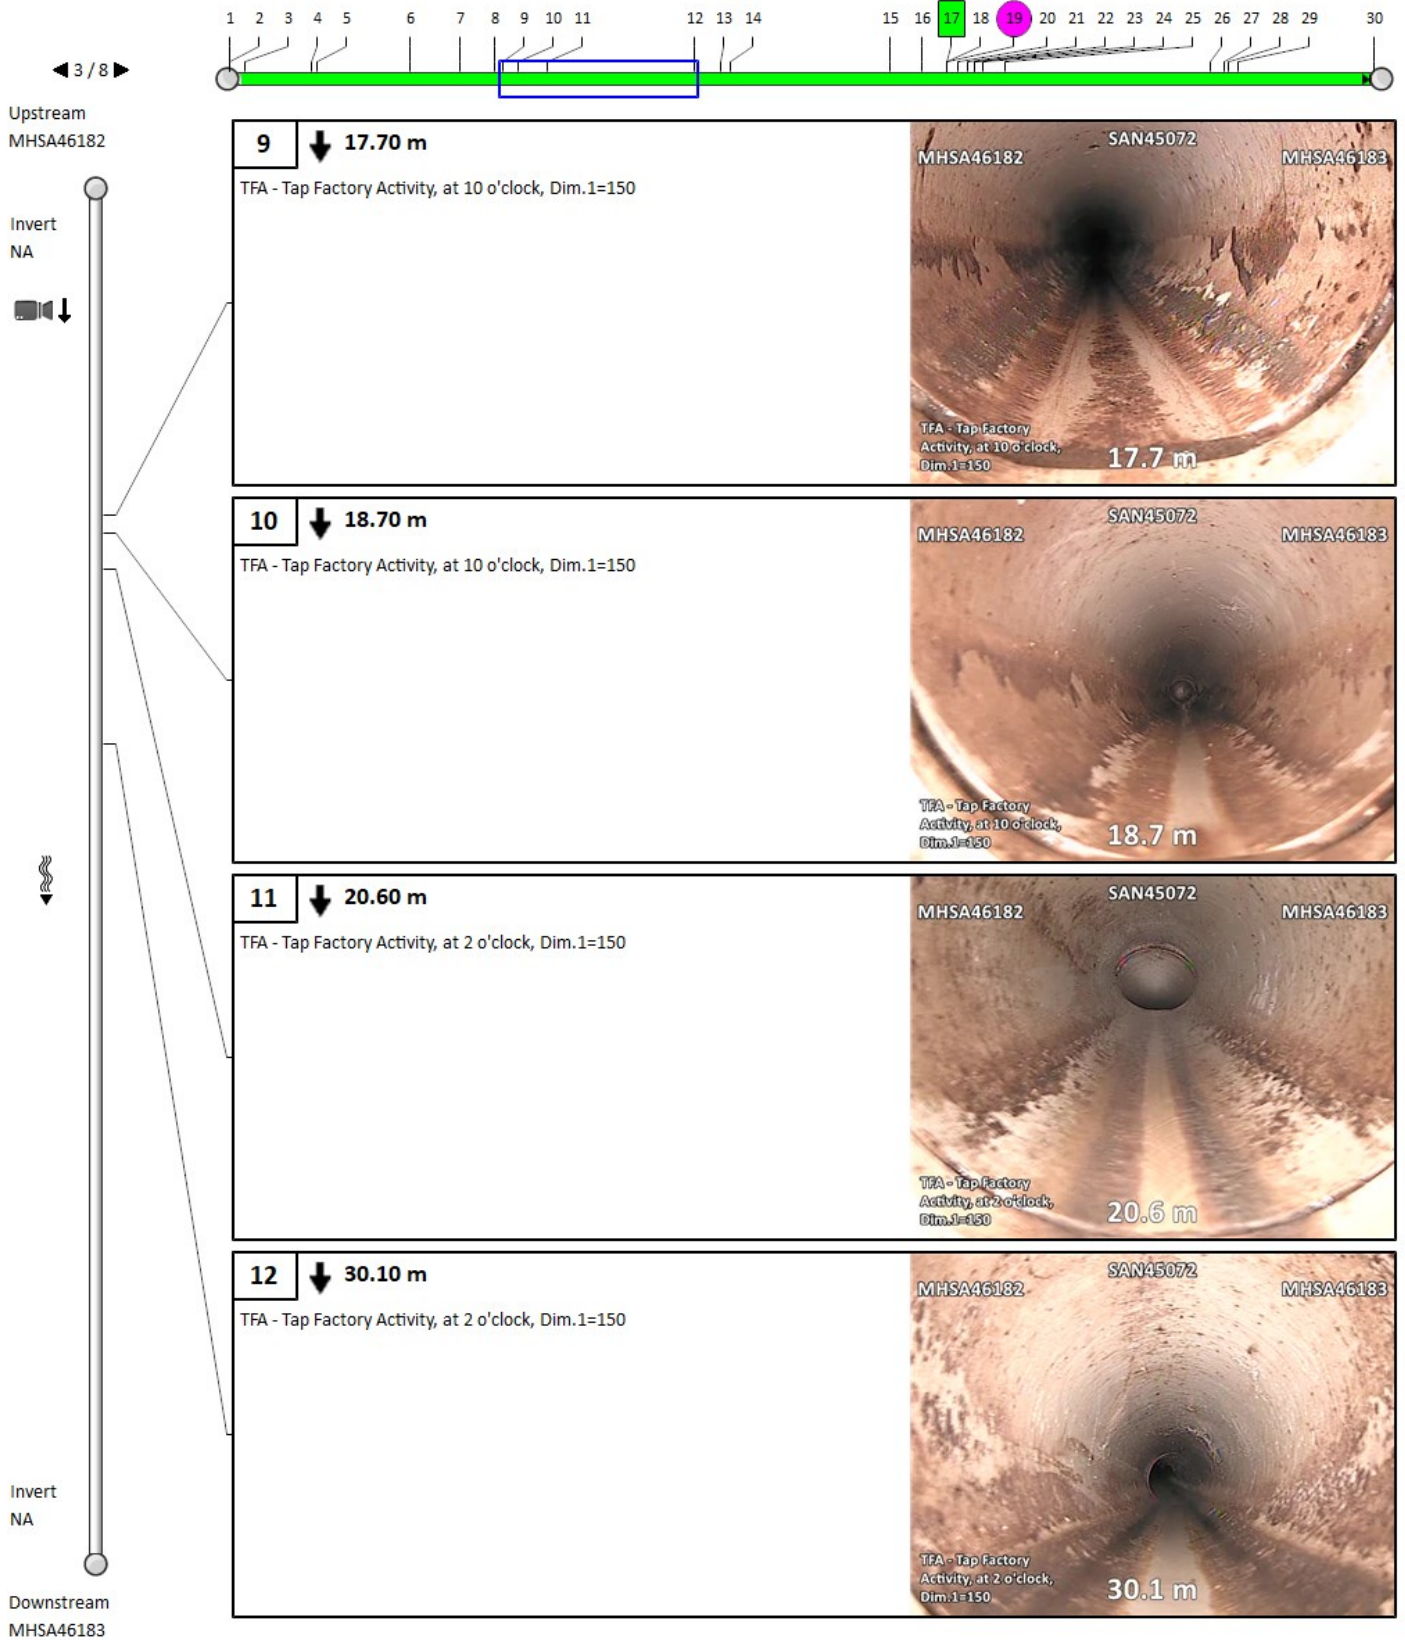 1 2 3 4 5 6 7 8 9 10 11 12 13 14 15 16 17 18 19 20 21 22 23 24 25 26 27 28 29 30
3 / 8
Upstream
MHSA46182
Invert
NA
9 17.70 m
TFA - Tap Factory Activity, at 10 o'clock, Dim.1=150
SAN45072
MHSA46182 MHSA46183
TFA - Tap Factory
Activity, at 10 o'clock,
Dim.1=150
17.7 m
10 18.70 m
TFA - Tap Factory Activity, at 10 o'clock, Dim.1=150
SAN45072
MHSA46182 MHSA46183
TFA - Tap Factory
Activity, at 10 o'clock,
Dim.1=150
18.7 m
11 20.60 m
TFA - Tap Factory Activity, at 2 o'clock, Dim.1=150
SAN45072
MHSA46182 MHSA46183
TFA - Tap Factory
Activity, at 2 o'clock,
Dim.1=150
20.6 m
12 30.10 m
TFA - Tap Factory Activity, at 2 o'clock, Dim.1=150
SAN45072
MHSA46182 MHSA46183
TFA - Tap Factory
Activity, at 2 o'clock,
Dim.1=150
30.1 m
Invert
NA
Downstream
MHSA46183